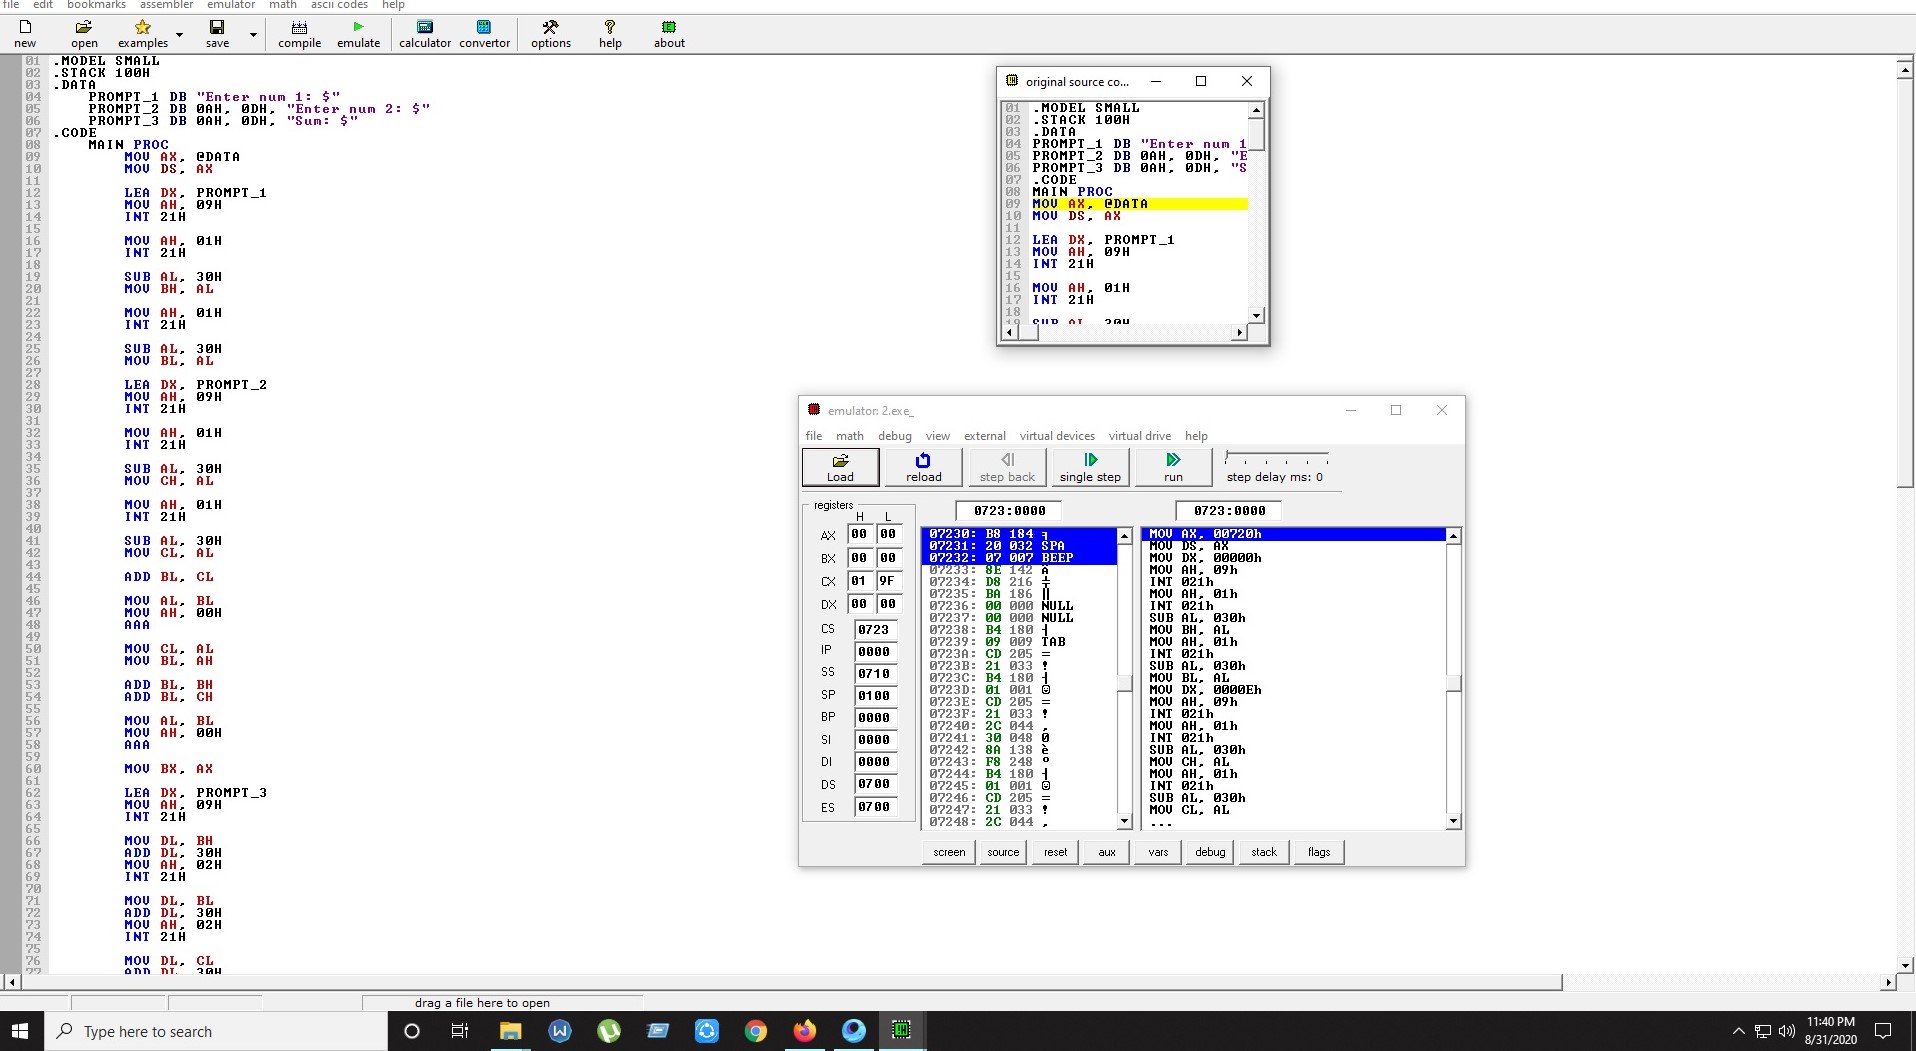 file edit bookmarks assembler emulator math ascii codes help
new open examples save compile emulate calculator convertor options help about
01 .MODEL SMALL
02 .STACK 100H
03 .DATA
04 PROMPT_1 DB "Enter num 1: $"
05 PROMPT_2 DB 0AH, 0DH, "Enter num 2: $"
06 PROMPT_3 DB 0AH, 0DH, "Sum: $"
07 .CODE
08 MAIN PROC
09 MOV AX, @DATA
10 MOV DS, AX
11
12 LEA DX, PROMPT_1
13 MOV AH, 09H
14 INT 21H
15
16 MOV AH, 01H
17 INT 21H
18
19 SUB AL, 30H
20 MOV BH, AL
21
22 MOV AH, 01H
23 INT 21H
24
25 SUB AL, 30H
26 MOV BL, AL
27
28 LEA DX, PROMPT_2
29 MOV AH, 09H
30 INT 21H
31
32 MOV AH, 01H
33 INT 21H
34
35 SUB AL, 30H
36 MOV CH, AL
37
38 MOV AH, 01H
39 INT 21H
40
41 SUB AL, 30H
42 MOV CL, AL
43
44 ADD BL, CL
45
46 MOV AL, BL
47 MOV AH, 00H
48 AAA
49
50 MOV CL, AL
51 MOV BL, AH
52
53 ADD BL, BH
54 ADD BL, CH
55
56 MOV AL, BL
57 MOV AH, 00H
58 AAA
59
60 MOV BX, AX
61
62 LEA DX, PROMPT_3
63 MOV AH, 09H
64 INT 21H
65
66 MOV DL, BH
67 ADD DL, 30H
68 MOV AH, 02H
69 INT 21H
70
71 MOV DL, BL
72 ADD DL, 30H
73 MOV AH, 02H
74 INT 21H
75
76 MOV DL, CL
77 ADD DL, 30H
original source co...
01 .MODEL SMALL
02 .STACK 100H
03 .DATA
04 PROMPT_1 DB "Enter num 1
05 PROMPT_2 DB 0AH, 0DH, "E
06 PROMPT_3 DB 0AH, 0DH, "S
07 .CODE
08 MAIN PROC
09 MOV AX, @DATA
10 MOV DS, AX
11
12 LEA DX, PROMPT_1
13 MOV AH, 09H
14 INT 21H
15
16 MOV AH, 01H
17 INT 21H
18
19 SUB AL, 30H
emulator: 2.exe_
file math debug view external virtual devices virtual drive help
Load reload step back single step run step delay ms: 0
registers
H L
AX 00 00
BX 00 00
CX 01 9F
DX 00 00
CS 0723
IP 0000
SS 0710
SP 0100
BP 0000
SI 0000
DI 0000
DS 0700
ES 0700
0723:0000
07230: B8 184 ╕
07231: 20 032 SPA
07232: 07 007 BEEP
07233: 8E 142 Ä
07234: D8 216 ╪
07235: BA 186 ║
07236: 00 000 NULL
07237: 00 000 NULL
07238: B4 180 ┤
07239: 09 009 TAB
0723A: CD 205 =
0723B: 21 033 !
0723C: B4 180 ┤
0723D: 01 001 ☺
0723E: CD 205 =
0723F: 21 033 !
07240: 2C 044 ,
07241: 30 048 0
07242: 8A 138 è
07243: F8 248 °
07244: B4 180 ┤
07245: 01 001 ☺
07246: CD 205 =
07247: 21 033 !
07248: 2C 044 ,
0723:0000
MOV AX, 00720h
MOV DS, AX
MOV DX, 00000h
MOV AH, 09h
INT 021h
MOV AH, 01h
INT 021h
SUB AL, 030h
MOV BH, AL
MOV AH, 01h
INT 021h
SUB AL, 030h
MOV BL, AL
MOV DX, 0000Eh
MOV AH, 09h
INT 021h
MOV AH, 01h
INT 021h
SUB AL, 030h
MOV CH, AL
MOV AH, 01h
INT 021h
SUB AL, 030h
MOV CL, AL
...
screen source reset aux vars debug stack flags
drag a file here to open
Type here to search
11:40 PM
8/31/2020